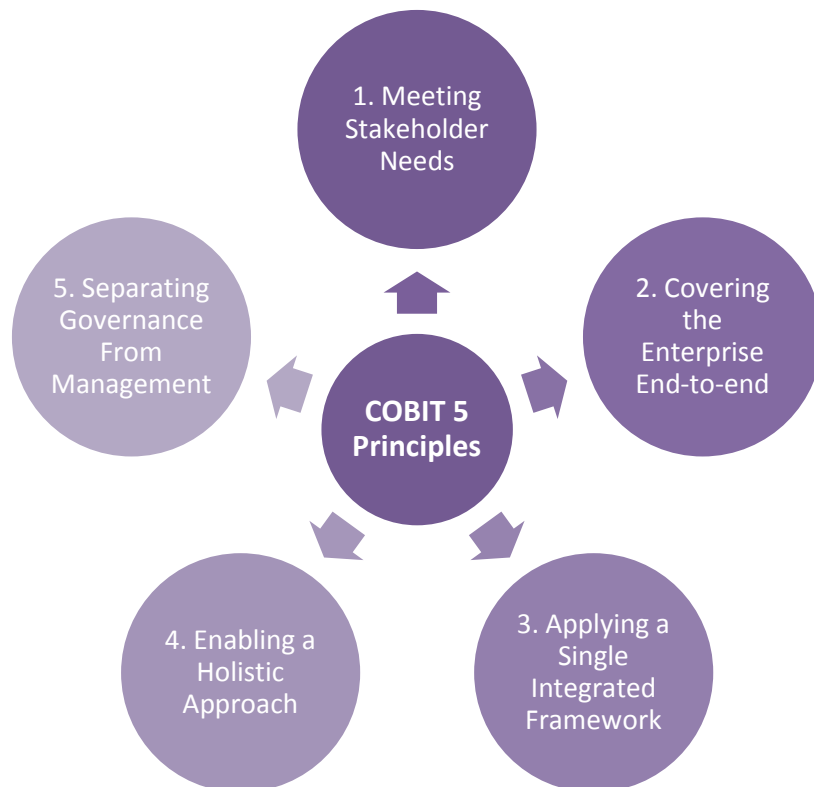 1. Meeting
Stakeholder
Needs
2. Covering
the
Enterprise
End-to-end
3. Applying a
Single
Integrated
Framework
4. Enabling a
Holistic
Approach
5. Separating
Governance
From
Management
COBIT 5
Principles